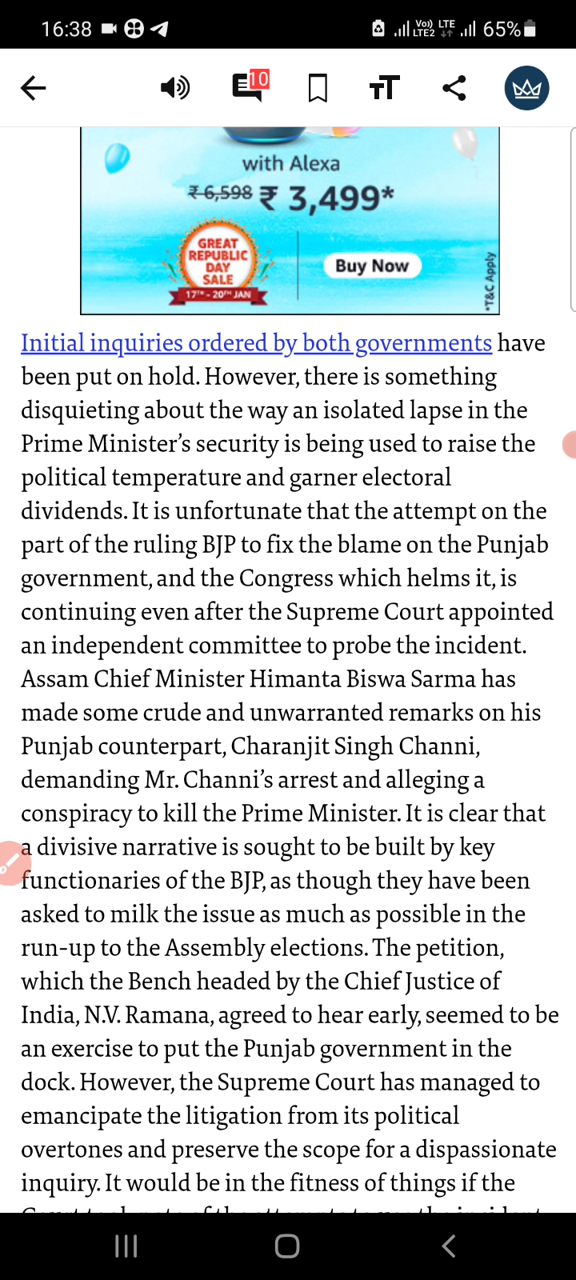 16:38 Vo) LTE LTE2 65%
10 TT
with Alexa
₹ 6,598 ₹ 3,499*
GREAT
REPUBLIC
DAY
SALE
17TH - 20TH JAN
Buy Now
*T&C Apply
Initial inquiries ordered by both governments have
been put on hold. However, there is something
disquieting about the way an isolated lapse in the
Prime Minister’s security is being used to raise the
political temperature and garner electoral
dividends. It is unfortunate that the attempt on the
part of the ruling BJP to fix the blame on the Punjab
government, and the Congress which helms it, is
continuing even after the Supreme Court appointed
an independent committee to probe the incident.
Assam Chief Minister Himanta Biswa Sarma has
made some crude and unwarranted remarks on his
Punjab counterpart, Charanjit Singh Channi,
demanding Mr. Channi’s arrest and alleging a
conspiracy to kill the Prime Minister. It is clear that
a divisive narrative is sought to be built by key
functionaries of the BJP, as though they have been
asked to milk the issue as much as possible in the
run-up to the Assembly elections. The petition,
which the Bench headed by the Chief Justice of
India, N.V. Ramana, agreed to hear early, seemed to be
an exercise to put the Punjab government in the
dock. However, the Supreme Court has managed to
emancipate the litigation from its political
overtones and preserve the scope for a dispassionate
inquiry. It would be in the fitness of things if the